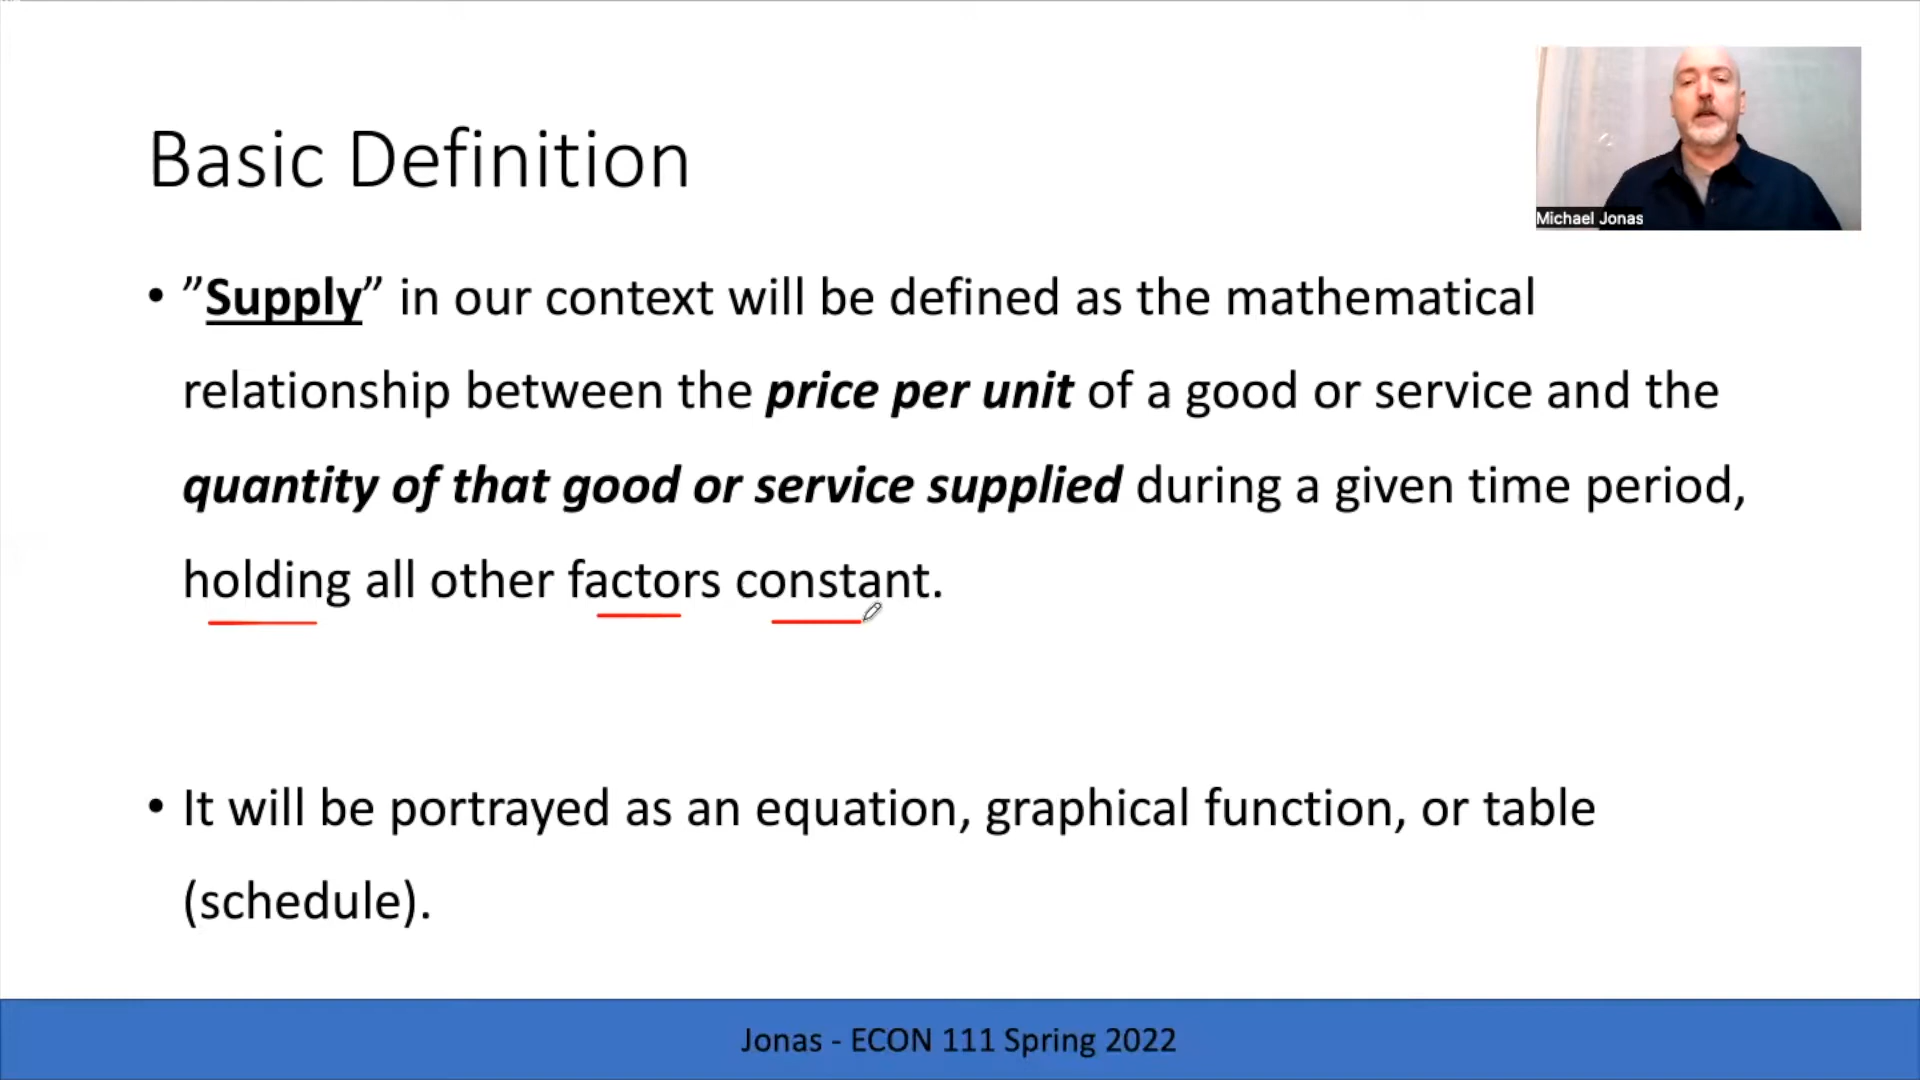 Basic Definition
Michael Jonas
• ”Supply” in our context will be defined as the mathematical
relationship between the price per unit of a good or service and the
quantity of that good or service supplied during a given time period,
holding all other factors constant.
• It will be portrayed as an equation, graphical function, or table
(schedule).
Jonas - ECON 111 Spring 2022